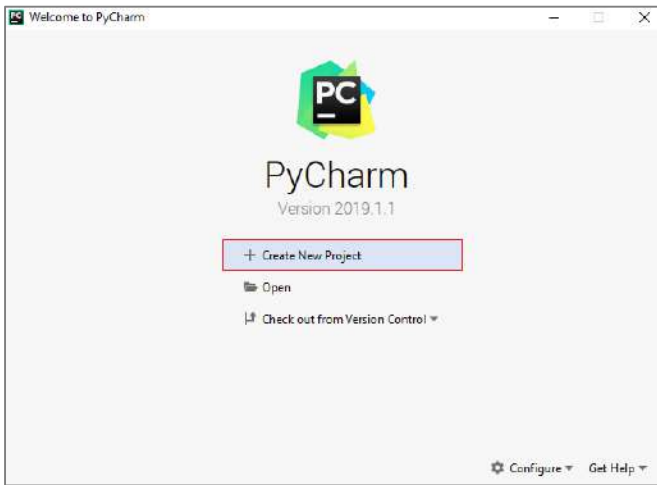 Welcome to PyCharm
PC
PyCharm
Version 2019.1.1
Create New Project
Open
Check out from Version Control
Configure Get Help